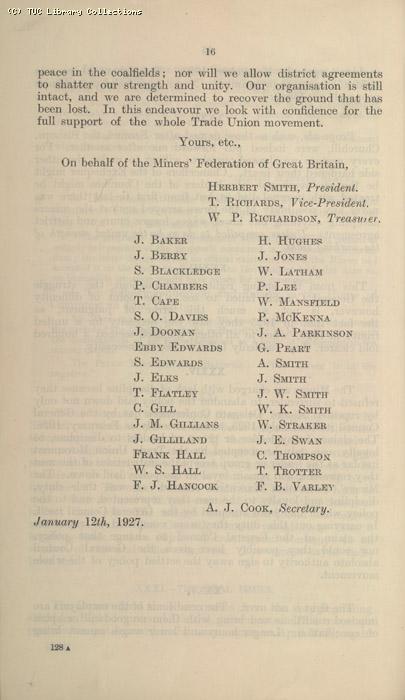 (C) TUC Library Collections
16
peace in the coalfields; nor will we allow district agreements
to shatter our strength and unity. Our organisation is still
intact, and we are determined to recover the ground that has
been lost. In this endeavour we look with confidence for the
full support of the whole Trade Union movement.
Yours, etc.,
On behalf of the Miners' Federation of Great Britain,
HERBERT SMITH, President.
T. RICHARDS, Vice-President.
W. P. RICHARDSON, Treasurer.
J. BAKER
J. BERRY
S. BLACKLEDGE
P. CHAMBERS
T. CAPE
S. O. DAVIES
J. DOONAN
EBBY EDWARDS
S. EDWARDS
J. ELKS
T. FLATLEY
C. GILL
J. M. GILLIANS
J. GILLILAND
FRANK HALL
W. S. HALL
F. J. HANCOCK
H. HUGHES
J. JONES
W. LATHAM
P. LEE
W. MANSFIELD
P. MCKENNA
J. A. PARKINSON
G. PEART
A. SMITH
J. SMITH
J. W. SMITH
W. K. SMITH
W. STRAKER
J. E. SWAN
C. THOMPSON
T. TROTTER
F. B. VARLEY
A. J. COOK, Secretary.
January 12th, 1927.
128 A